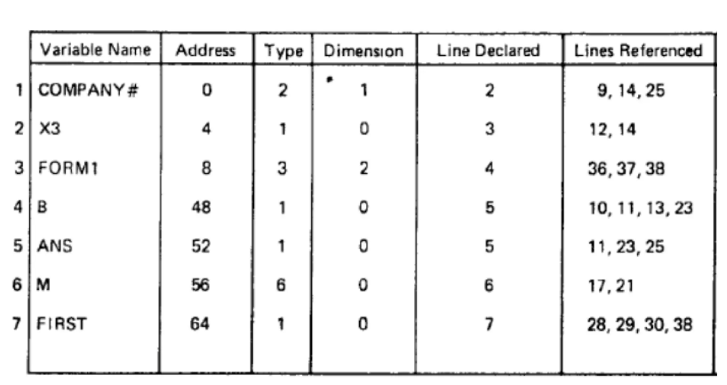 Variable Name Address Type Dimension Line Declared Lines Referenced
1 COMPANY# 0 2 1 2 9, 14, 25
2 X3 4 1 0 3 12, 14
3 FORM1 8 3 2 4 36, 37, 38
4 B 48 1 0 5 10, 11, 13, 23
5 ANS 52 1 0 5 11, 23, 25
6 M 56 6 0 6 17, 21
7 FIRST 64 1 0 7 28, 29, 30, 38